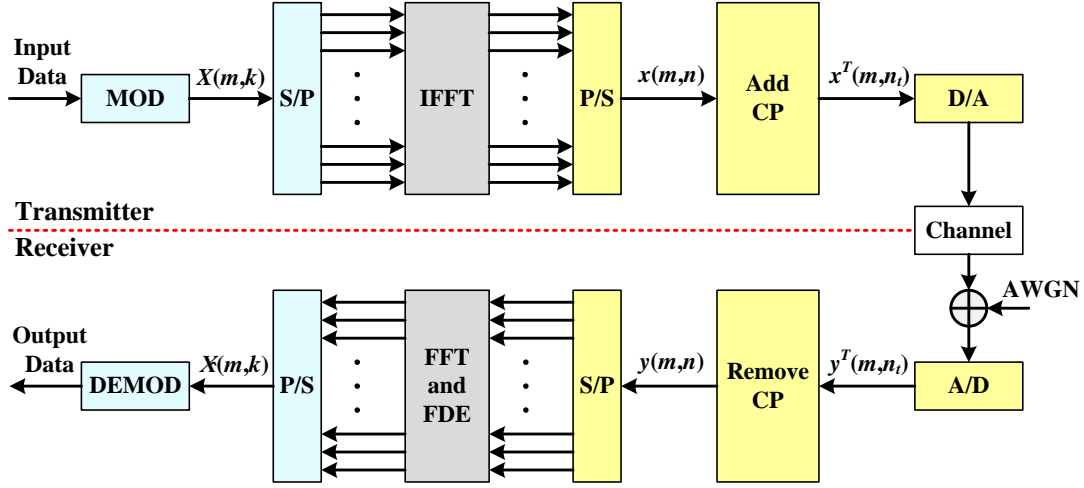 Input
Data
MOD
X(m,k)
S/P
IFFT
P/S
x(m,n)
Add
CP
x^T(m,n_t)
D/A
Transmitter
Receiver
Channel
AWGN
Output
Data
DEMOD
X(m,k)
P/S
FFT
and
FDE
S/P
y(m,n)
Remove
CP
y^T(m,n_t)
A/D